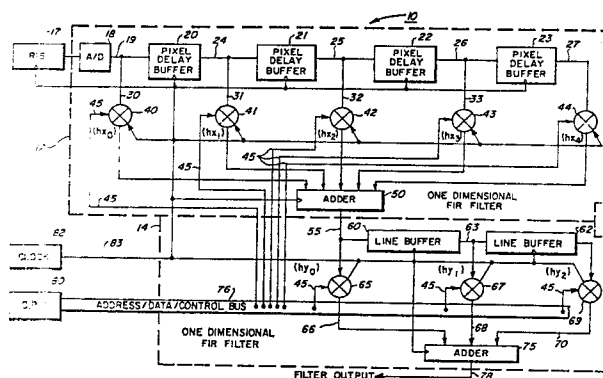 10
17
18
19
20
24
21
25
22
26
23
27
A/D
PIXEL DELAY BUFFER
PIXEL DELAY BUFFER
PIXEL DELAY BUFFER
PIXEL DELAY BUFFER
30
31
32
33
45
40
41
42
43
44
(hx0)
(hx1)
(hx2)
(hx3)
(hx4)
45
45
45
ADDER
50
ONE DIMENSIONAL FIR FILTER
14
55
60
63
62
LINE BUFFER
LINE BUFFER
82
CLOCK
83
(hy0)
(hy1)
(hy2)
76
45
65
45
67
45
69
ADDRESS/DATA/CONTROL BUS
66
68
70
ONE DIMENSIONAL FIR FILTER
ADDER
75
FILTER OUTPUT
78